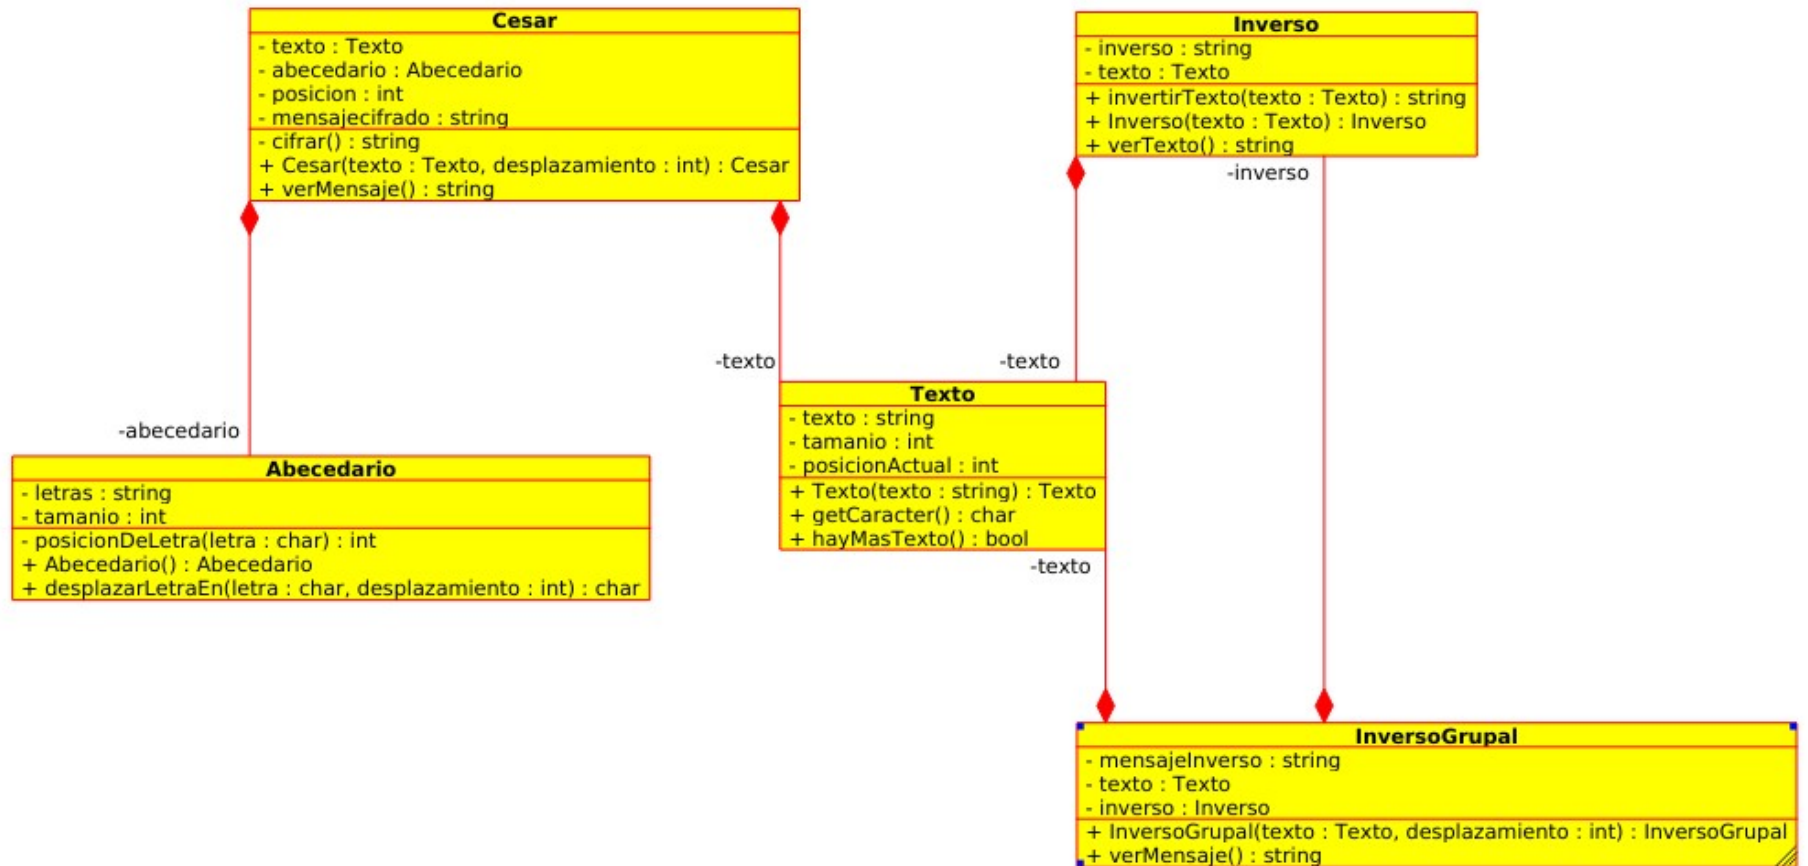 Cesar
- texto : Texto
- abecedario : Abecedario
- posicion : int
- mensajecifrado : string
- cifrar() : string
+ Cesar(texto : Texto, desplazamiento : int) : Cesar
+ verMensaje() : string
Inverso
- inverso : string
- texto : Texto
+ invertirTexto(texto : Texto) : string
+ Inverso(texto : Texto) : Inverso
+ verTexto() : string
-inverso
-texto
-texto
-abecedario
Texto
- texto : string
- tamanio : int
- posicionActual : int
+ Texto(texto : string) : Texto
+ getCaracter() : char
+ hayMasTexto() : bool
-texto
Abecedario
- letras : string
- tamanio : int
- posicionDeLetra(letra : char) : int
+ Abecedario() : Abecedario
+ desplazarLetraEn(letra : char, desplazamiento : int) : char
InversoGrupal
- mensajeInverso : string
- texto : Texto
- inverso : Inverso
+ InversoGrupal(texto : Texto, desplazamiento : int) : InversoGrupal
+ verMensaje() : string